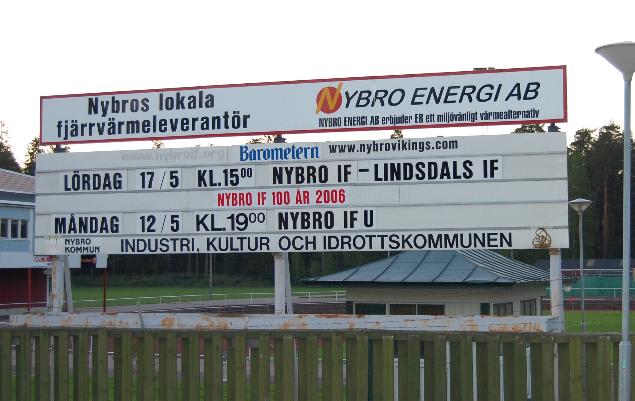 Nybros lokala
fjärrvärmeleverantör
NYBRO ENERGI AB
NYBRO ENERGI AB erbjuder ER ett miljövänligt värmealternativ
www.nybroif.org Barometern www.nybrovikings.com
LÖRDAG 17/5 KL.1500 NYBRO IF - LINDSDALS IF
NYBRO IF 100 ÅR 2006
MÅNDAG 12/5 KL.1900 NYBRO IF U
NYBRO
KOMMUN
INDUSTRI, KULTUR OCH IDROTTSKOMMUNEN